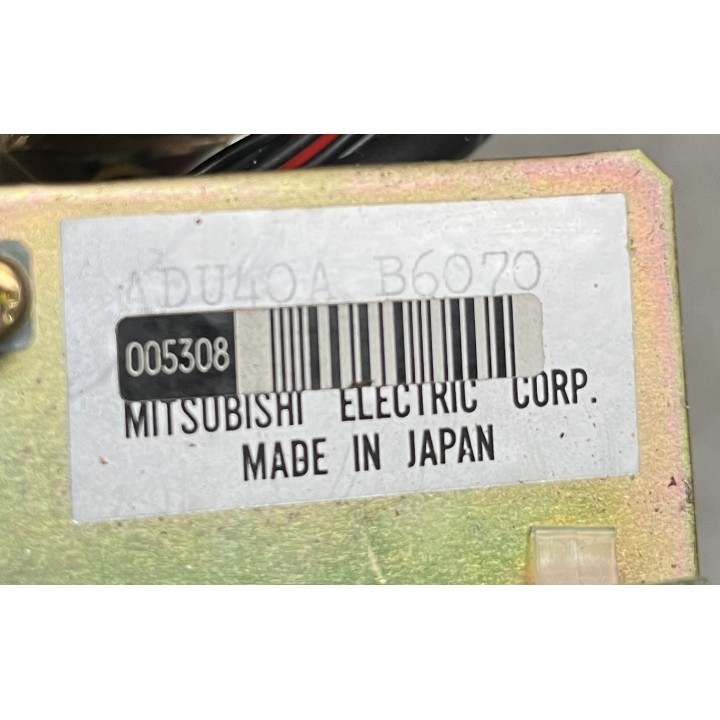 ADU40A B6070
005308
MITSUBISHI ELECTRIC CORP.
MADE IN JAPAN